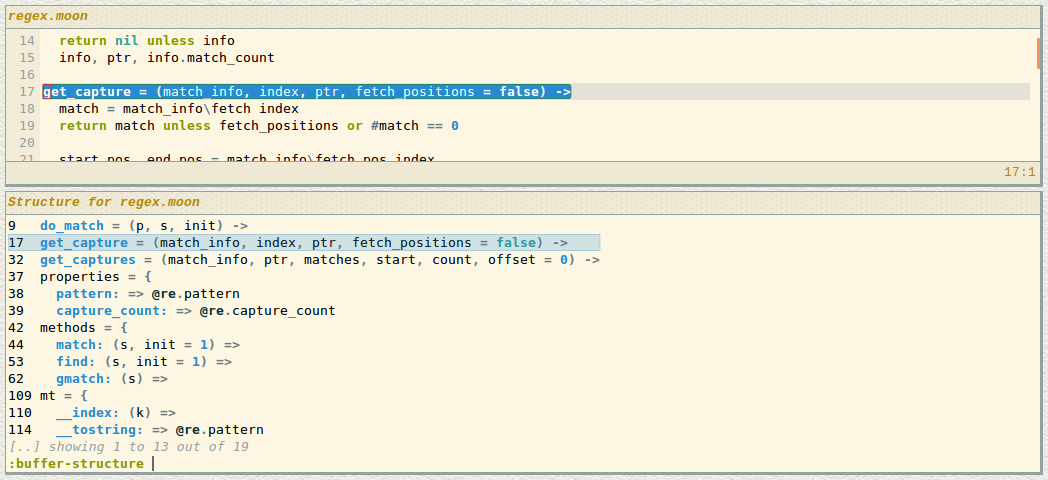 regex.moon
14 return nil unless info
15 info, ptr, info.match_count
16
17 get_capture = (match_info, index, ptr, fetch_positions = false) ->
18 match = match_info\fetch index
19 return match unless fetch_positions or #match == 0
20
21 start_pos, end_pos = match_info\fetch_pos index
17:1
Structure for regex.moon
9 do_match = (p, s, init) ->
17 get_capture = (match_info, index, ptr, fetch_positions = false) ->
32 get_captures = (match_info, ptr, matches, start, count, offset = 0) ->
37 properties = {
38 pattern: => @re.pattern
39 capture_count: => @re.capture_count
42 methods = {
44 match: (s, init = 1) =>
53 find: (s, init = 1) =>
62 gmatch: (s) =>
109 mt = {
110 __index: (k) =>
114 __tostring: => @re.pattern
[..] showing 1 to 13 out of 19
:buffer-structure